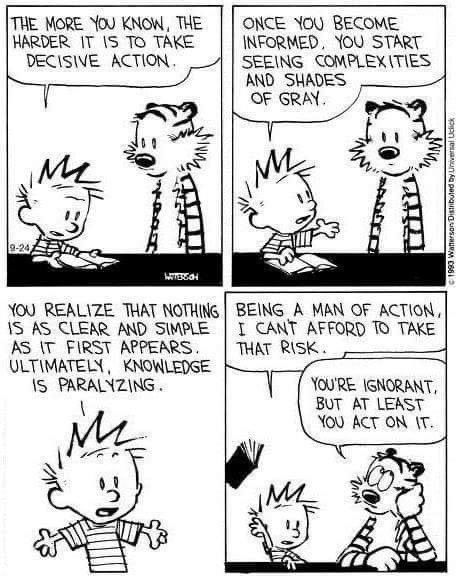 THE MORE YOU KNOW, THE
HARDER IT IS TO TAKE
DECISIVE ACTION.
9-24
WATTERSON
ONCE YOU BECOME
INFORMED, YOU START
SEEING COMPLEXITIES
AND SHADES
OF GRAY.
© 1993 Watterson Distributed by Universal Uclick
YOU REALIZE THAT NOTHING
IS AS CLEAR AND SIMPLE
AS IT FIRST APPEARS.
ULTIMATELY, KNOWLEDGE
IS PARALYZING.
BEING A MAN OF ACTION,
I CAN'T AFFORD TO TAKE
THAT RISK.
YOU'RE IGNORANT,
BUT AT LEAST
YOU ACT ON IT.